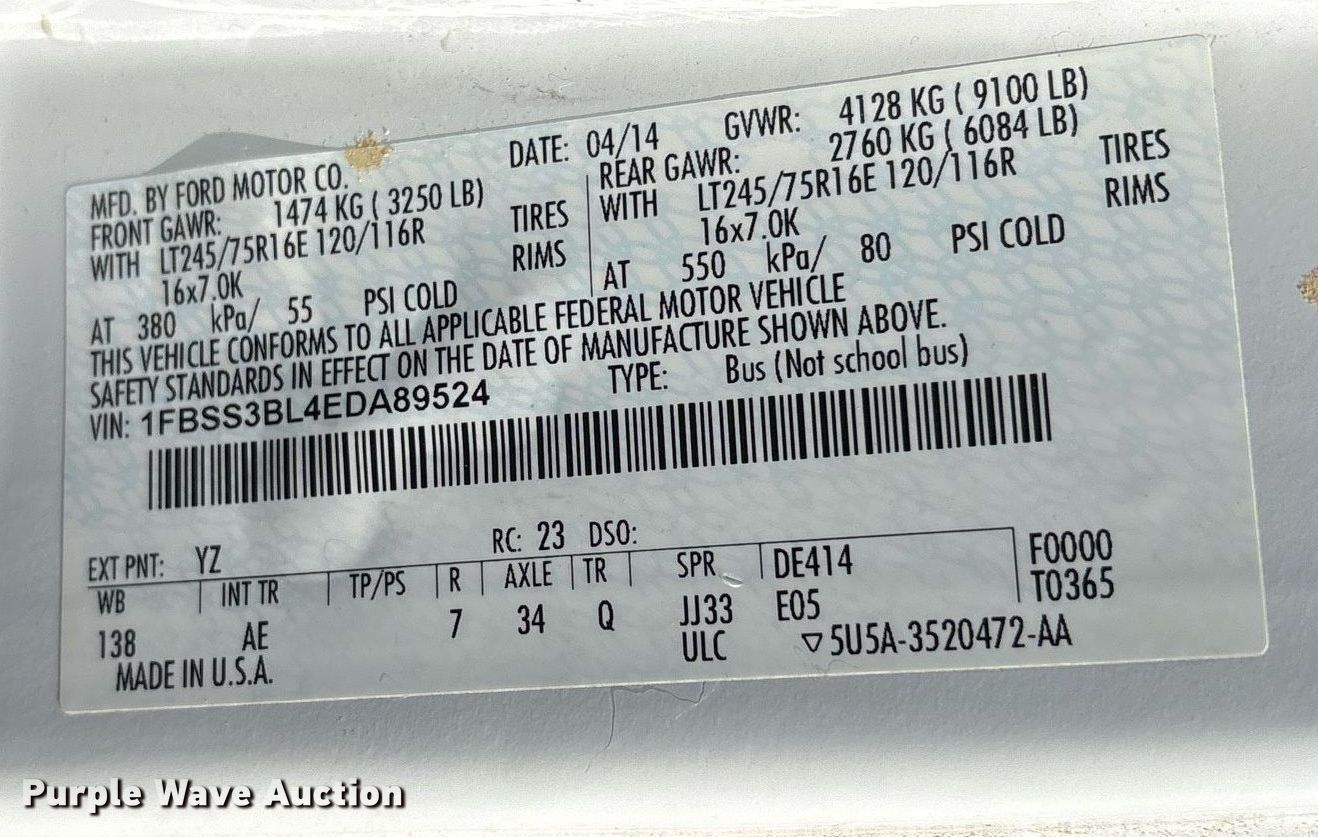 MFD. BY FORD MOTOR CO. DATE: 04/14 GVWR: 4128 KG ( 9100 LB)
FRONT GAWR: 1474 KG ( 3250 LB) REAR GAWR: 2760 KG ( 6084 LB)
WITH LT245/75R16E 120/116R TIRES WITH LT245/75R16E 120/116R TIRES
16x7.0K RIMS 16x7.0K RIMS
AT 380 kPa/ 55 PSI COLD AT 550 kPa/ 80 PSI COLD
THIS VEHICLE CONFORMS TO ALL APPLICABLE FEDERAL MOTOR VEHICLE
SAFETY STANDARDS IN EFFECT ON THE DATE OF MANUFACTURE SHOWN ABOVE.
VIN: 1FBSS3BL4EDA89524 TYPE: Bus (Not school bus)
EXT PNT: YZ RC: 23 DSO:
WB INT TR TP/PS R AXLE TR SPR DE414 F0000
138 AE 7 34 Q JJ33 E05 T0365
MADE IN U.S.A. ULC ▽5U5A-3520472-AA
Purple Wave Auction